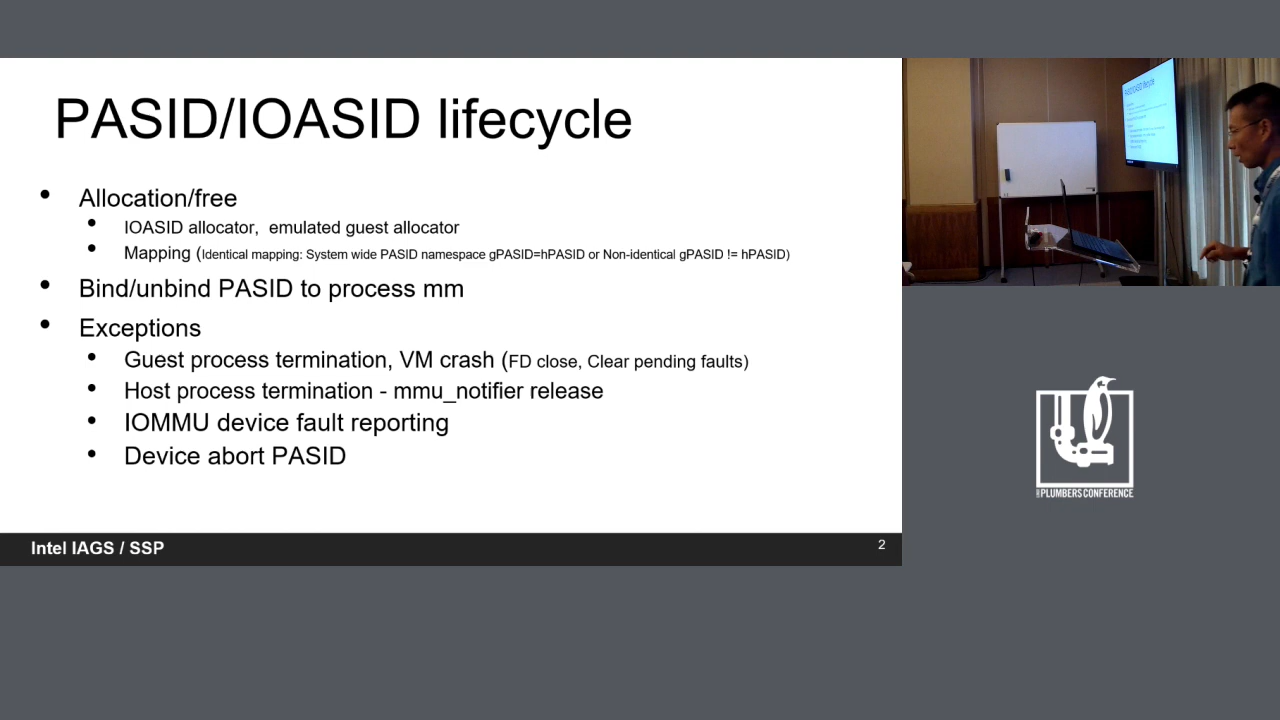 PASID/IOASID lifecycle
• Allocation/free
• IOASID allocator, emulated guest allocator
• Mapping (Identical mapping: System wide PASID namespace gPASID=hPASID or Non-identical gPASID != hPASID)
• Bind/unbind PASID to process mm
• Exceptions
• Guest process termination, VM crash (FD close, Clear pending faults)
• Host process termination - mmu_notifier release
• IOMMU device fault reporting
• Device abort PASID
Intel IAGS / SSP
2
PASID/IOASID lifecycle
PLUMBERS CONFERENCE